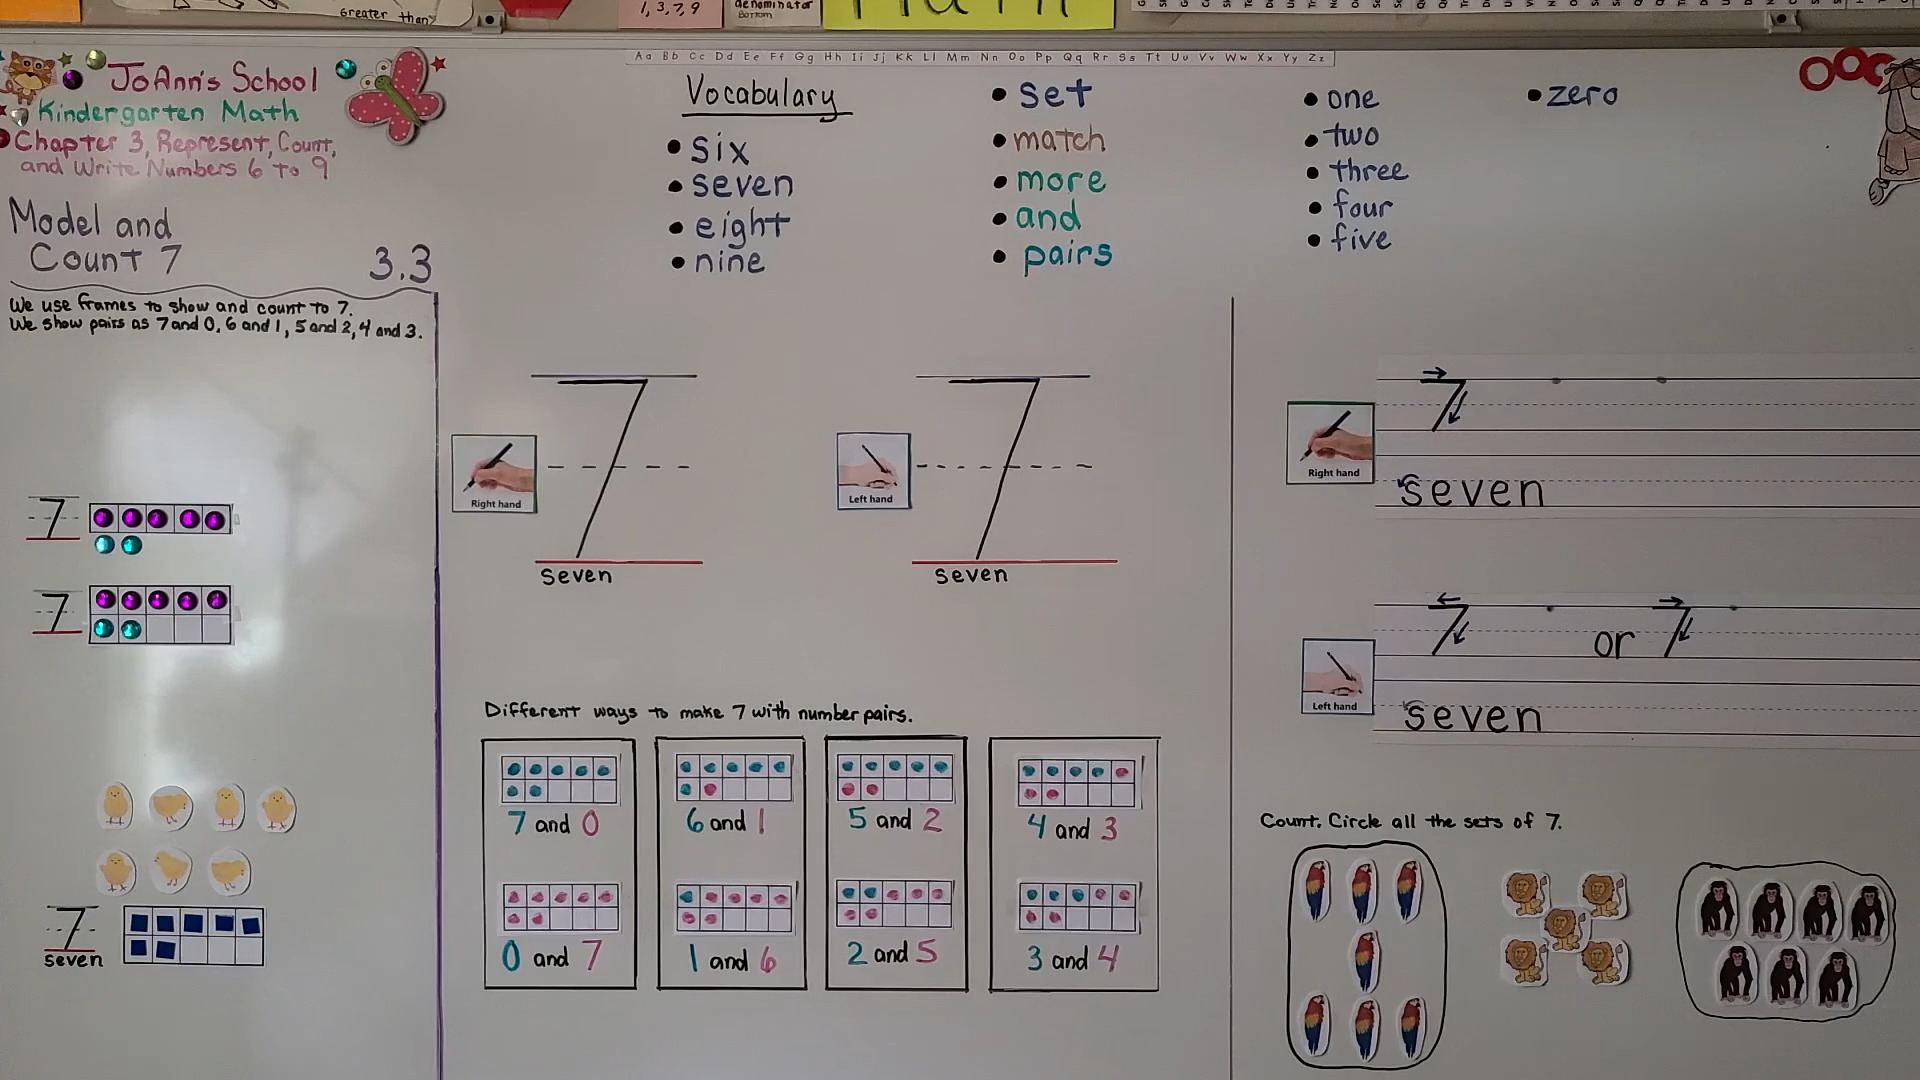 Greater than
1, 3, 7, 9
denominator
Bottom
Math
Aa Bb Cc Dd Ee Ff Gg Hh Ii Jj Kk Ll Mm Nn Oo Pp Qq Rr Ss Tt Uu Vv Ww Xx Yy Zz
JoAnn's School
Kindergarten Math
Chapter 3, Represent, Count,
and Write Numbers 6 to 9
Model and
Count 7
3.3
We use frames to show and count to 7.
We show pairs as 7 and 0, 6 and 1, 5 and 2, 4 and 3.
7
7
7
seven
Vocabulary
• six
• seven
• eight
• nine
• set
• match
• more
• and
• pairs
• one
• two
• three
• four
• five
• zero
Right hand
7
seven
Left hand
7
seven
Different ways to make 7 with number pairs.
7 and 0
6 and 1
5 and 2
4 and 3
0 and 7
1 and 6
2 and 5
3 and 4
Right hand
7
seven
Left hand
7 or 7
seven
Count. Circle all the sets of 7.